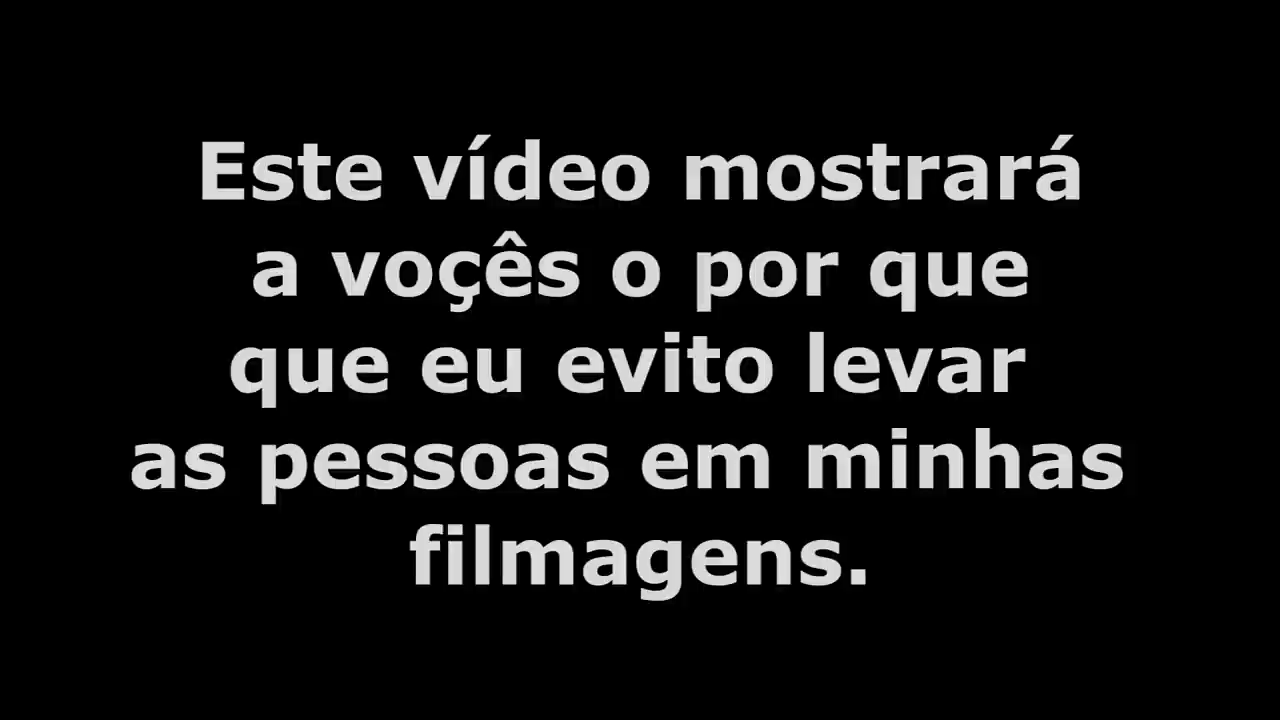 Este vídeo mostrará
a voçês o por que
que eu evito levar
as pessoas em minhas
filmagens.